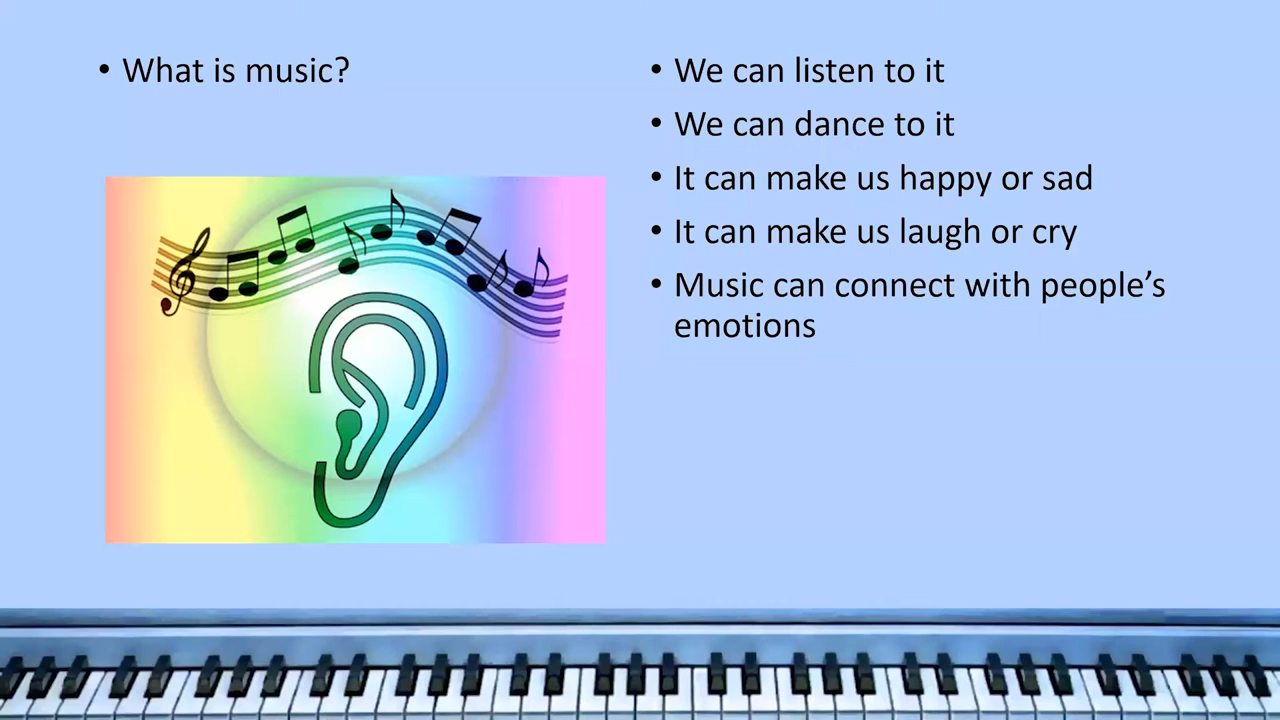 • What is music?
• We can listen to it
• We can dance to it
• It can make us happy or sad
• It can make us laugh or cry
• Music can connect with people’s
emotions